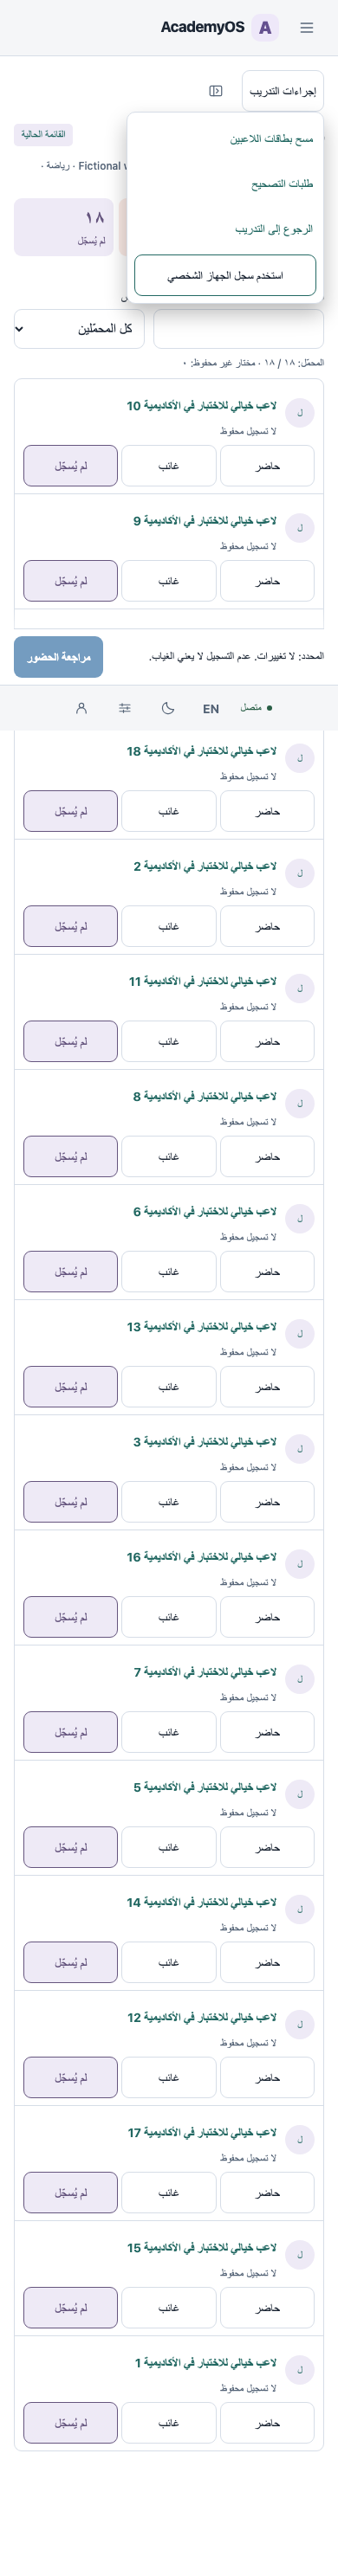 A AcademyOS
إجراءات التدريب
القائمة الحالية
مسح بطاقات اللاعبين
Fictional · رياضة ·
طلبات التصحيح
الرجوع إلى التدريب
١٨
لم يُسجّل
استخدم سجل الجهاز الشخصي
كل المحمّلين
المحمّل: ١٨ / ١٨ · مختار غير محفوظ: ٠
ل
لاعب خيالي للاختبار في الأكاديمية 10
لا تسجيل محفوظ
حاضر غائب لم يُسجّل
ل
لاعب خيالي للاختبار في الأكاديمية 9
لا تسجيل محفوظ
حاضر غائب لم يُسجّل
المحدد: لا تغييرات. عدم التسجيل لا يعني الغياب.
مراجعة الحضور
متصل EN
ل
لاعب خيالي للاختبار في الأكاديمية 18
لا تسجيل محفوظ
حاضر غائب لم يُسجّل
ل
لاعب خيالي للاختبار في الأكاديمية 2
لا تسجيل محفوظ
حاضر غائب لم يُسجّل
ل
لاعب خيالي للاختبار في الأكاديمية 11
لا تسجيل محفوظ
حاضر غائب لم يُسجّل
ل
لاعب خيالي للاختبار في الأكاديمية 8
لا تسجيل محفوظ
حاضر غائب لم يُسجّل
ل
لاعب خيالي للاختبار في الأكاديمية 6
لا تسجيل محفوظ
حاضر غائب لم يُسجّل
ل
لاعب خيالي للاختبار في الأكاديمية 13
لا تسجيل محفوظ
حاضر غائب لم يُسجّل
ل
لاعب خيالي للاختبار في الأكاديمية 3
لا تسجيل محفوظ
حاضر غائب لم يُسجّل
ل
لاعب خيالي للاختبار في الأكاديمية 16
لا تسجيل محفوظ
حاضر غائب لم يُسجّل
ل
لاعب خيالي للاختبار في الأكاديمية 7
لا تسجيل محفوظ
حاضر غائب لم يُسجّل
ل
لاعب خيالي للاختبار في الأكاديمية 5
لا تسجيل محفوظ
حاضر غائب لم يُسجّل
ل
لاعب خيالي للاختبار في الأكاديمية 14
لا تسجيل محفوظ
حاضر غائب لم يُسجّل
ل
لاعب خيالي للاختبار في الأكاديمية 12
لا تسجيل محفوظ
حاضر غائب لم يُسجّل
ل
لاعب خيالي للاختبار في الأكاديمية 17
لا تسجيل محفوظ
حاضر غائب لم يُسجّل
ل
لاعب خيالي للاختبار في الأكاديمية 15
لا تسجيل محفوظ
حاضر غائب لم يُسجّل
ل
لاعب خيالي للاختبار في الأكاديمية 1
لا تسجيل محفوظ
حاضر غائب لم يُسجّل